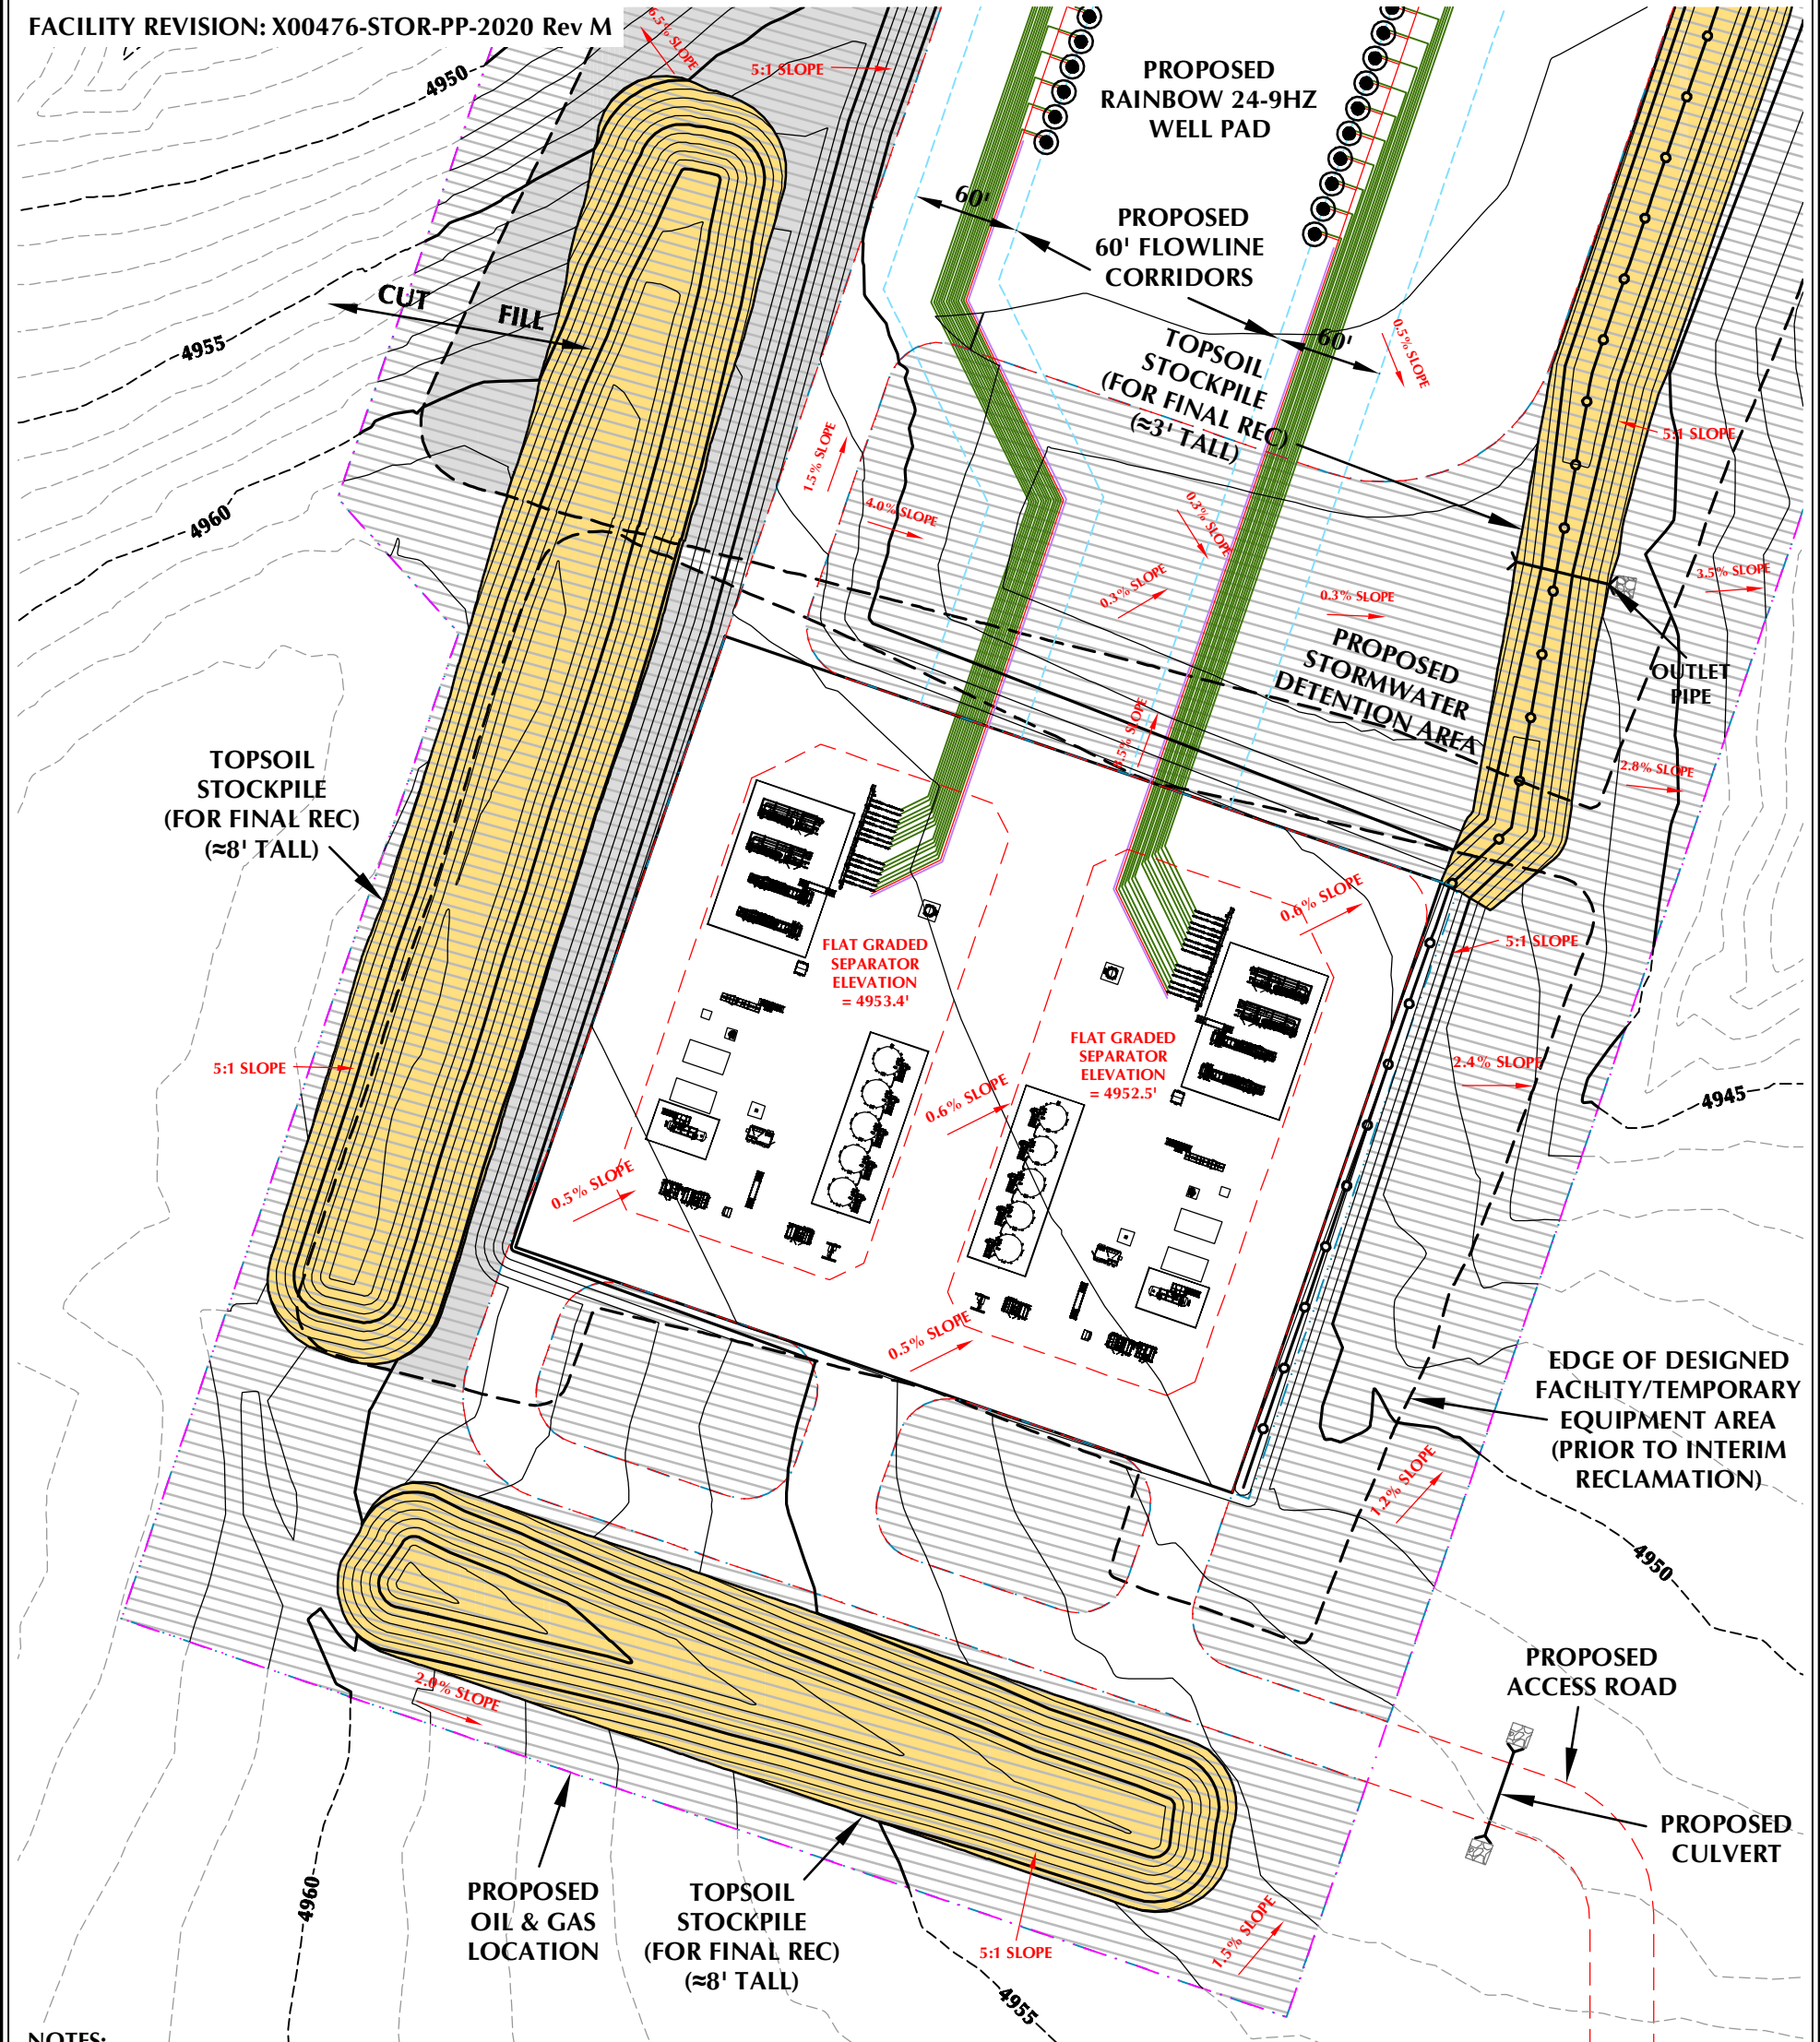 FACILITY REVISION: X00476-STOR-PP-2020 Rev M
6.5% SLOPE
5:1 SLOPE
4950
PROPOSED
RAINBOW 24-9HZ
WELL PAD
60'
PROPOSED
60' FLOWLINE
CORRIDORS
CUT
FILL
4955
60'
0.5% SLOPE
TOPSOIL
STOCKPILE
(FOR FINAL REC)
(≈3' TALL)
5:1 SLOPE
1.5% SLOPE
4960
4.0% SLOPE
0.3% SLOPE
0.3% SLOPE
0.3% SLOPE
3.5% SLOPE
PROPOSED
STORMWATER
DETENTION AREA
OUTLET
PIPE
SLOPE
2.8% SLOPE
TOPSOIL
STOCKPILE
(FOR FINAL REC)
(≈8' TALL)
0.6% SLOPE
FLAT GRADED
SEPARATOR
ELEVATION
= 4953.4'
5:1 SLOPE
FLAT GRADED
SEPARATOR
ELEVATION
= 4952.5'
5:1 SLOPE
2.4% SLOPE
0.6% SLOPE
4945
0.5% SLOPE
0.5% SLOPE
EDGE OF DESIGNED
FACILITY/TEMPORARY
EQUIPMENT AREA
(PRIOR TO INTERIM
RECLAMATION)
1.2% SLOPE
4950
2.0% SLOPE
PROPOSED
ACCESS ROAD
PROPOSED
CULVERT
4960
PROPOSED
OIL & GAS
LOCATION
TOPSOIL
STOCKPILE
(FOR FINAL REC)
(≈8' TALL)
5:1 SLOPE
1.5% SLOPE
4955
NOTES: